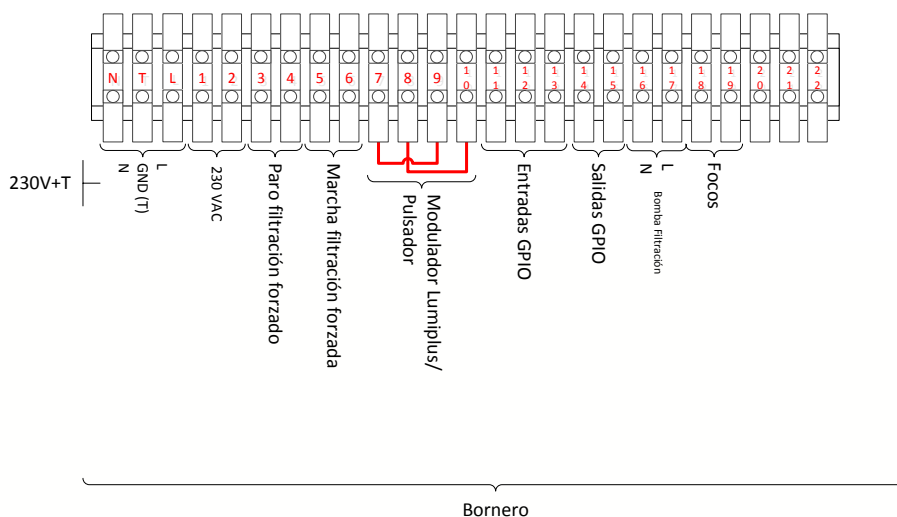 N T L 1 2 3 4 5 6 7 8 9 10 11 12 13 14 15 16 17 18 19 20 21 22
230V+T
L
GND (T)
N
230 VAC
Paro filtración forzado
Marcha filtración forzada
Modulador Lumiplus/
Pulsador
Entradas GPIO
Salidas GPIO
L
N
Bomba Filtración
Focos
Bornero